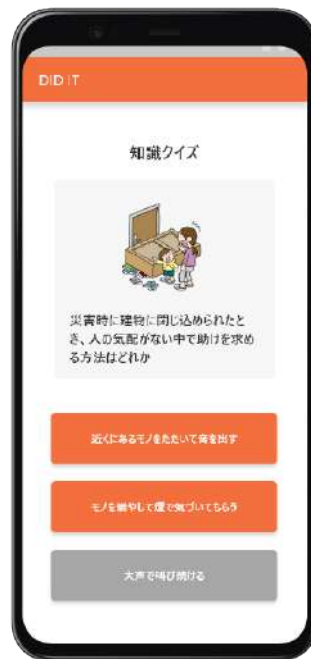 DID IT
知識クイズ
災害時に建物に閉じ込められたと
き、人の気配がない中で助けを求め
る方法はどれか
近くにあるモノをたたいて音を出す
モノを燃やして煙で気づいてもらう
大声で叫び続ける